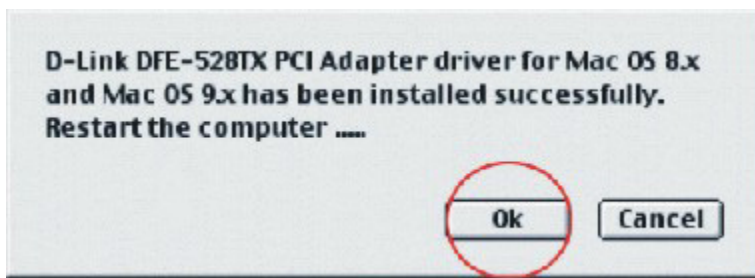 D-Link DFE-528TX PCI Adapter driver for Mac OS 8.x
and Mac OS 9.x has been installed successfully.
Restart the computer .....
Ok Cancel